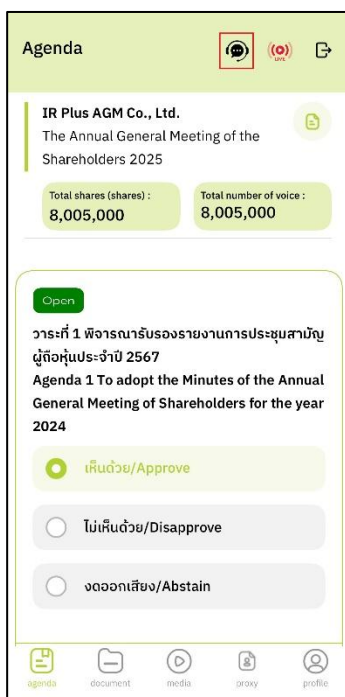 Agenda
LIVE
IR Plus AGM Co., Ltd.
The Annual General Meeting of the
Shareholders 2025
Total shares (shares) :
8,005,000
Total number of voice :
8,005,000
Open
วาระที่ 1 พิจารณารับรองรายงานการประชุมสามัญ
ผู้ถือหุ้นประจำปี 2567
Agenda 1 To adopt the Minutes of the Annual
General Meeting of Shareholders for the year
2024
เห็นด้วย/Approve
ไม่เห็นด้วย/Disapprove
งดออกเสียง/Abstain
agenda
document
media
proxy
profile